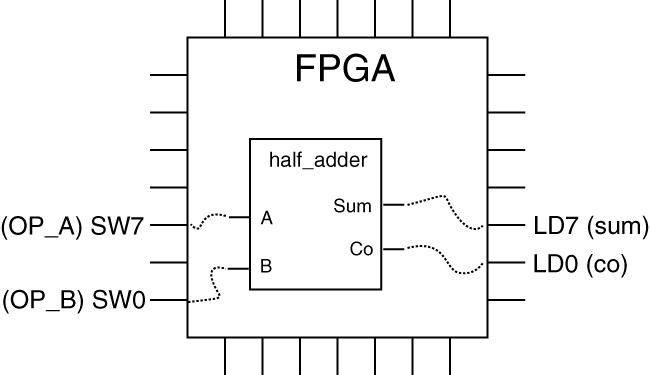 FPGA
half_adder
Sum
(OP_A) SW7
A
LD7 (sum)
Co
B
LD0 (co)
(OP_B) SW0